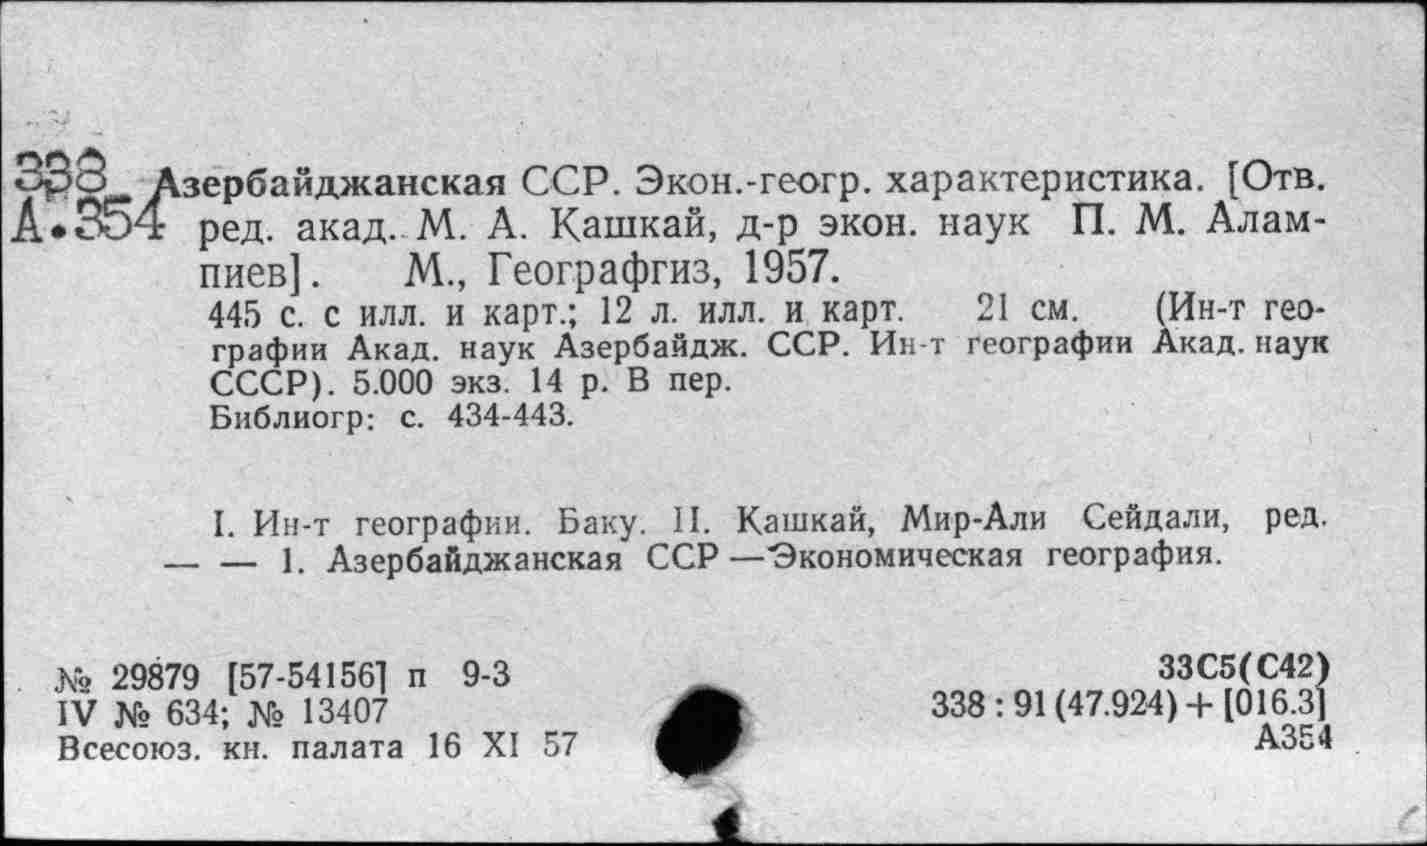 338
А-354
Азербайджанская ССР. Экон.-геогр. характеристика. [Отв.
ред. акад. М. А. Кашкай, д-р экон. наук П. М. Алам-
пиев]. М., Географгиз, 1957.
445 с. с илл. и карт.; 12 л. илл. и карт. 21 см. (Ин-т гео-
графии Акад. наук Азербайдж. ССР. Ин-т географии Акад. наук
СССР). 5.000 экз. 14 р. В пер.
Библиогр: с. 434-443.
I. Ин-т географии. Баку. II. Кашкай, Мир-Али Сейдали, ред.
— — 1. Азербайджанская ССР — Экономическая география.
№ 29879 [57-54156] п 9-3
IV № 634; № 13407
Всесоюз. кн. палата 16 XI 57
33С5(С42)
338 : 91 (47.924) + [016.3]
А354